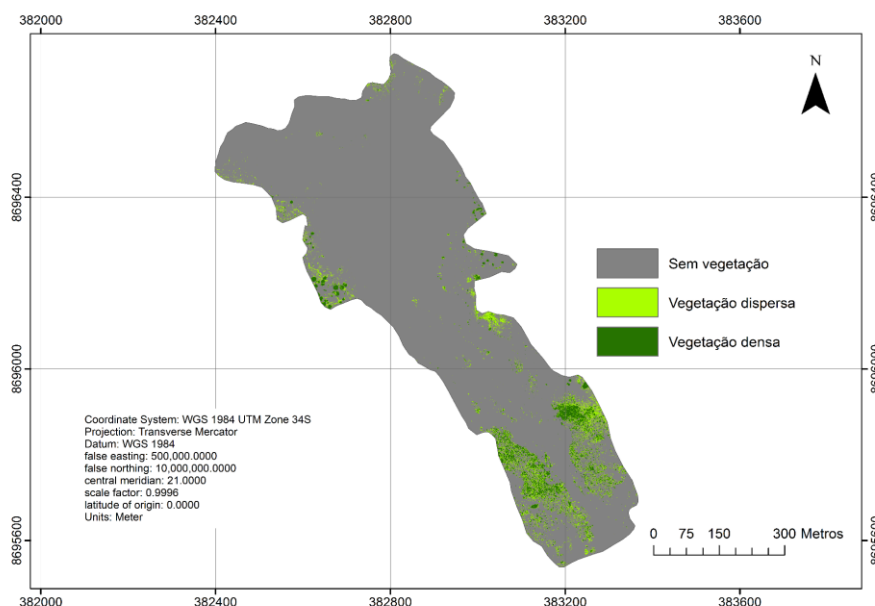 382000 382400 382800 383200 383600
N
8696400 8696400
Sem vegetação
Vegetação dispersa
Vegetação densa
8696000 8696000
Coordinate System: WGS 1984 UTM Zone 34S
Projection: Transverse Mercator
Datum: WGS 1984
false easting: 500,000.0000
false northing: 10,000,000.0000
central meridian: 21.0000
scale factor: 0.9996
latitude of origin: 0.0000
Units: Meter
0 75 150 300 Metros
8695600 8695600
382000 382400 382800 383200 383600